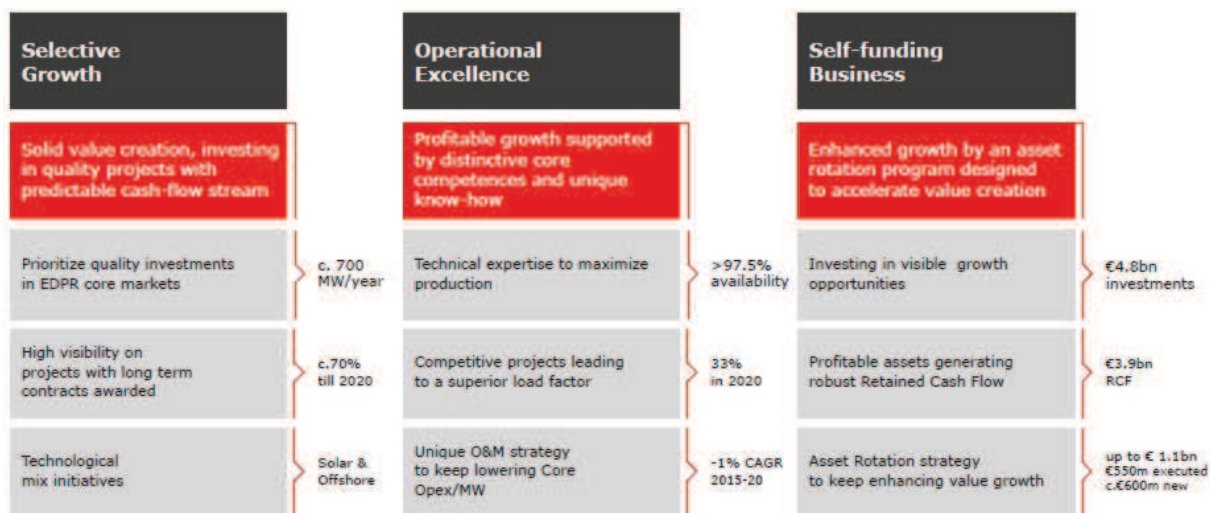 Selective
Growth
Solid value creation, investing
in quality projects with
predictable cash-flow stream
Prioritize quality investments
in EDPR core markets
c. 700
MW/year
High visibility on
projects with long term
contracts awarded
c.70%
till 2020
Technological
mix initiatives
Solar &
Offshore
Operational
Excellence
Profitable growth supported
by distinctive core
competences and unique
know-how
Technical expertise to maximize
production
>97.5%
availability
Competitive projects leading
to a superior load factor
33%
in 2020
Unique O&M strategy
to keep lowering Core
Opex/MW
-1% CAGR
2015-20
Self-funding
Business
Enhanced growth by an asset
rotation program designed
to accelerate value creation
Investing in visible growth
opportunities
€4.8bn
investments
Profitable assets generating
robust Retained Cash Flow
€3.9bn
RCF
Asset Rotation strategy
to keep enhancing value growth
up to € 1.1bn
€550m executed
c.€600m new